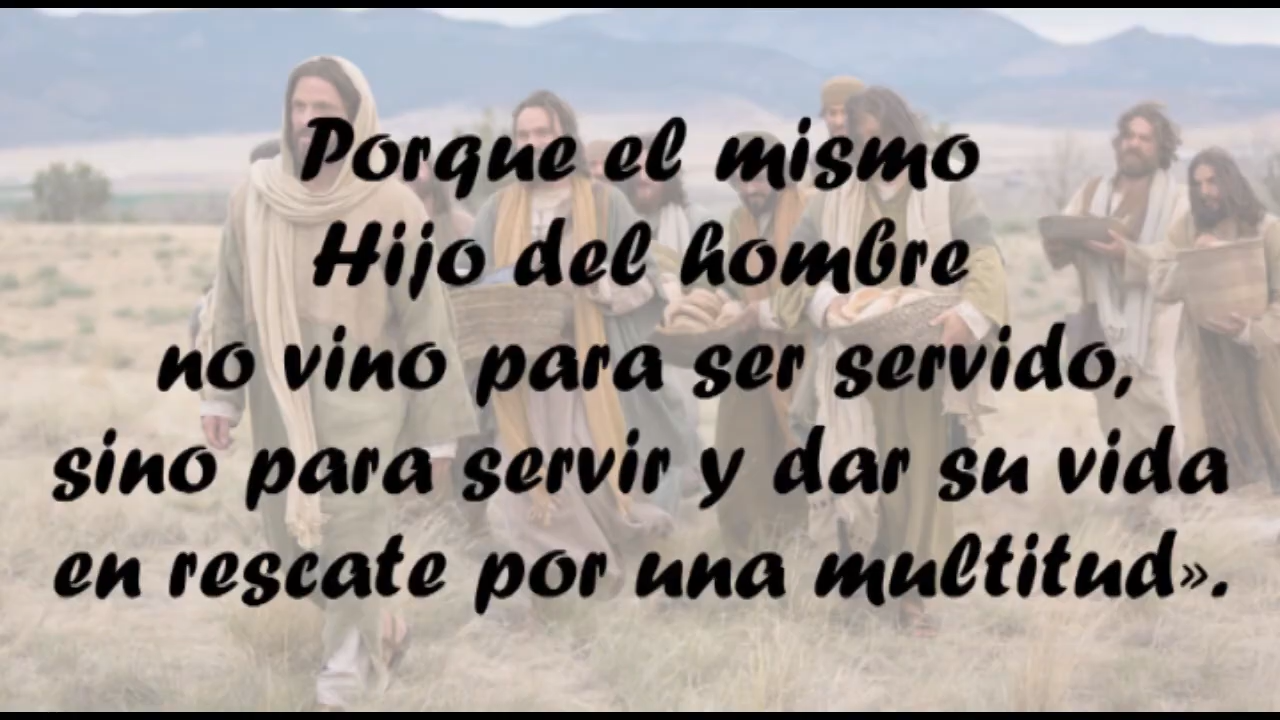 Porque el mismo
Hijo del hombre
no vino para ser servido,
sino para servir y dar su vida
en rescate por una multitud».